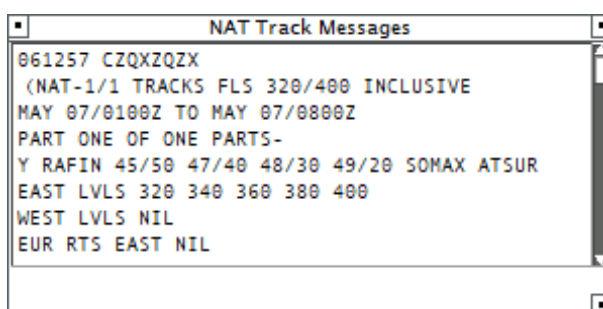 NAT Track Messages
061257 CZQXZQZX
(NAT-1/1 TRACKS FLS 320/400 INCLUSIVE
MAY 07/0100Z TO MAY 07/0800Z
PART ONE OF ONE PARTS-
Y RAFIN 45/50 47/40 48/30 49/20 SOMAX ATSUR
EAST LVLS 320 340 360 380 400
WEST LVLS NIL
EUR RTS EAST NIL